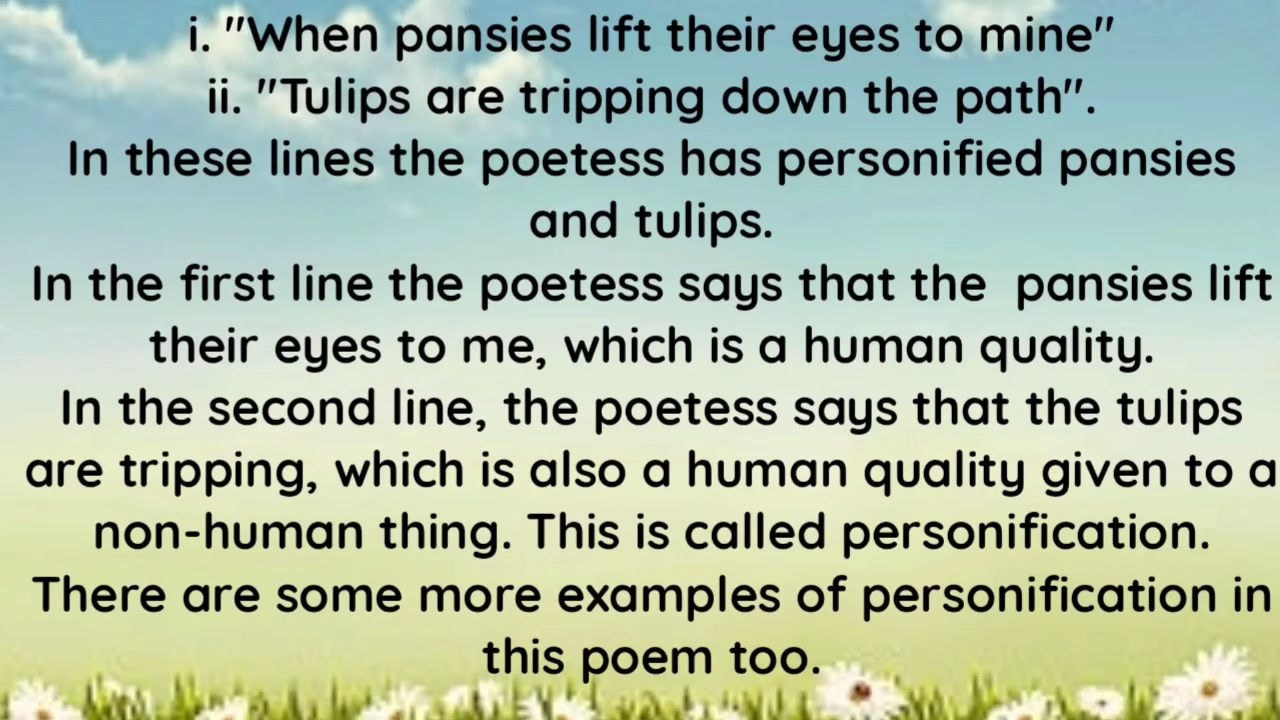 i. "When pansies lift their eyes to mine"
ii. "Tulips are tripping down the path".
In these lines the poetess has personified pansies
and tulips.
In the first line the poetess says that the  pansies lift
their eyes to me, which is a human quality.
In the second line, the poetess says that the tulips
are tripping, which is also a human quality given to a
non-human thing. This is called personification.
There are some more examples of personification in
this poem too.